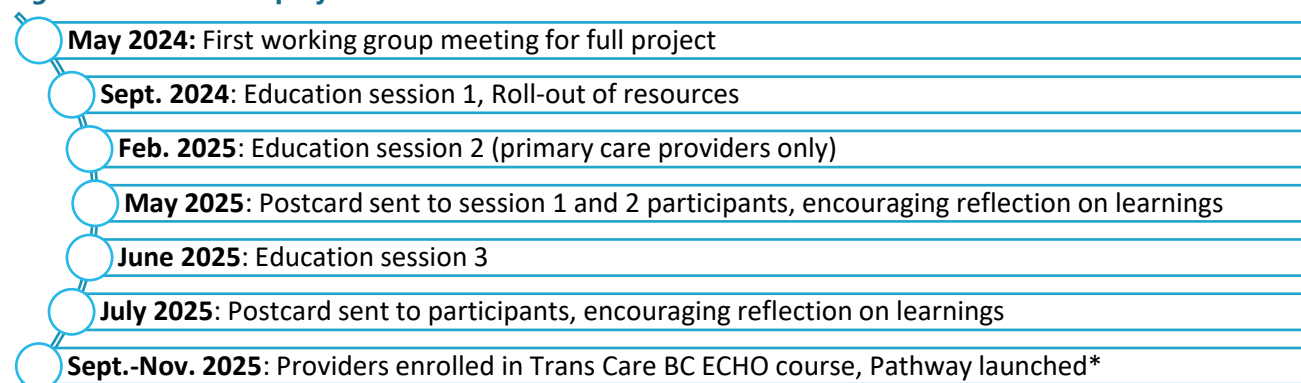 May 2024: First working group meeting for full project
Sept. 2024: Education session 1, Roll-out of resources
Feb. 2025: Education session 2 (primary care providers only)
May 2025: Postcard sent to session 1 and 2 participants, encouraging reflection on learnings
June 2025: Education session 3
July 2025: Postcard sent to participants, encouraging reflection on learnings
Sept.-Nov. 2025: Providers enrolled in Trans Care BC ECHO course, Pathway launched*